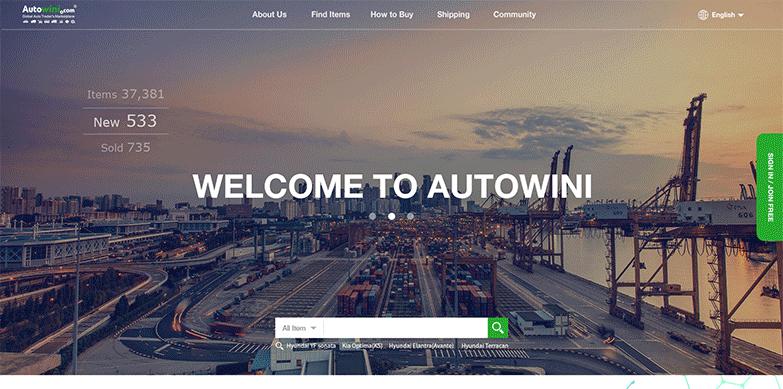 Autowini.com
Global Auto Trader's Marketplace
About Us
Find Items
How to Buy
Shipping
Community
English
Items 37,381
New 533
Sold 735
WELCOME TO AUTOWINI
SIGN IN / JOIN FREE
All Item
Hyundai YF sonata
Kia Optima(K5)
Hyundai Elantra(Avante)
Hyundai Terracan